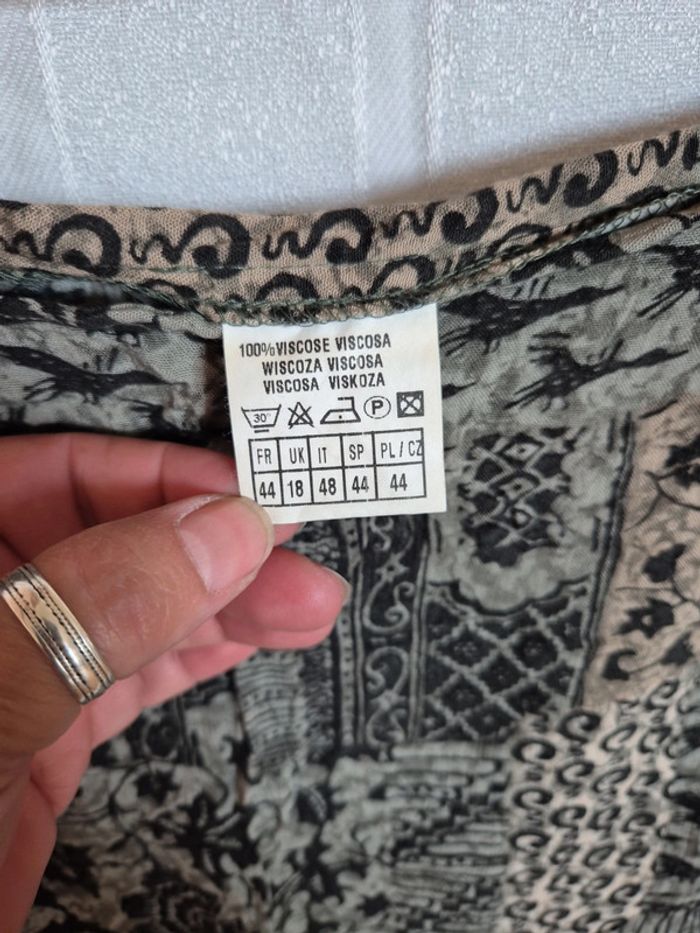 100% VISCOSE VISCOSA
WISCOZA VISCOSA
VISCOSA VISKOZA
30° P
FR UK IT SP PL / CZ
44 18 48 44 44